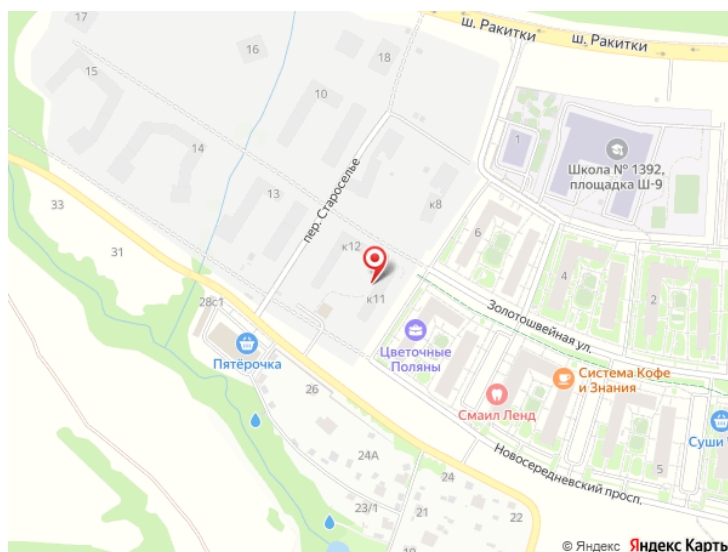 17
ш. Ракитки
ш. Ракитки
16
18
15
10
1
Школа № 1392,
площадка Ш-9
14
пер. Староселье
13
к8
33
31
к12
6
4
2
28с1
к11
Золотошвейная ул.
Пятёрочка
Цветочные
Поляны
Система Кофе
и Знания
26
Смаил Ленд
Суши
24А
Новосередневский просп.
24
5
23/1
22
19
© Яндекс Яндекс Карты